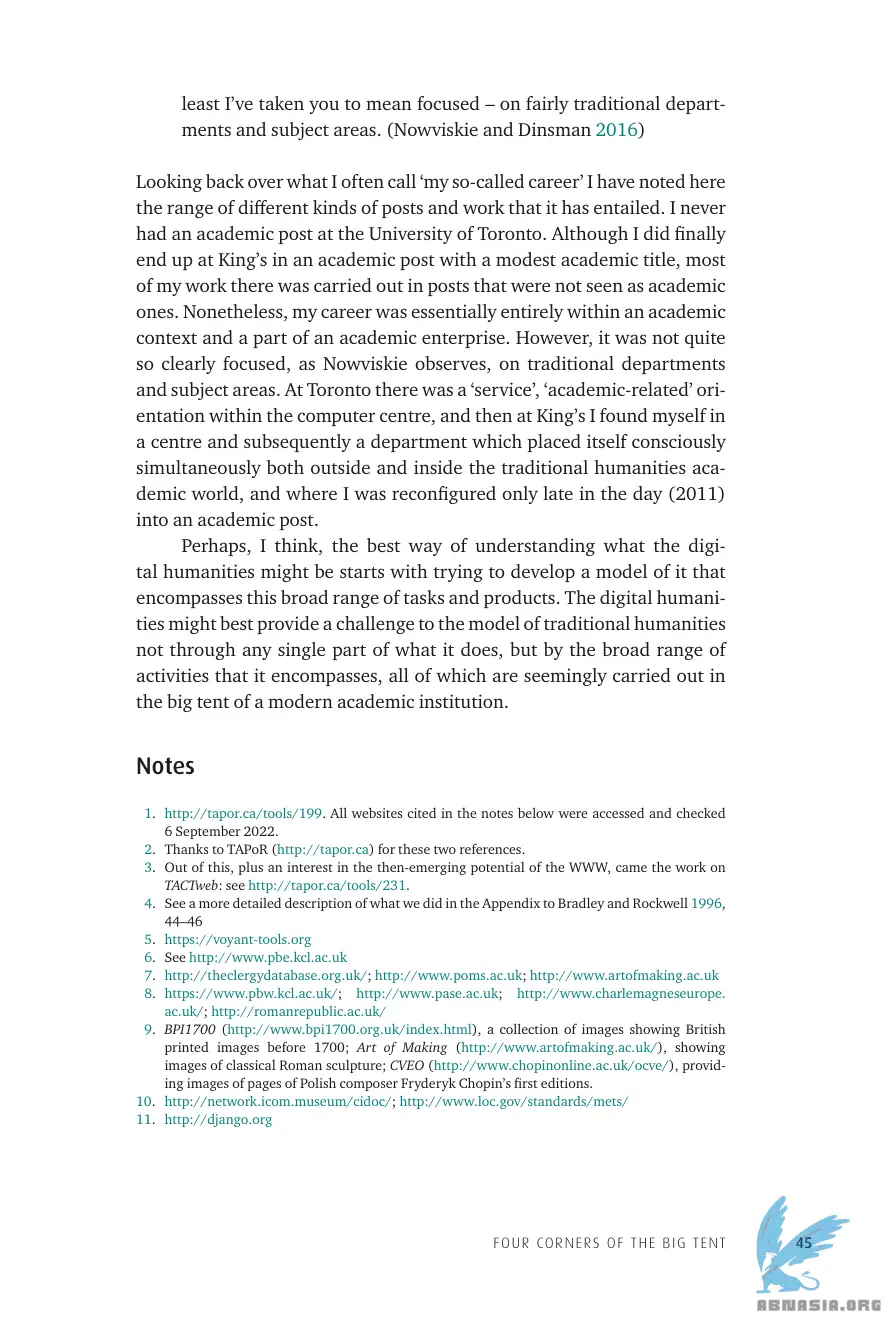 least I’ve taken you to mean focused – on fairly traditional depart-
ments and subject areas. (Nowviskie and Dinsman 2016)
Looking back over what I often call ‘my so-called career’ I have noted here
the range of different kinds of posts and work that it has entailed. I never
had an academic post at the University of Toronto. Although I did finally
end up at King’s in an academic post with a modest academic title, most
of my work there was carried out in posts that were not seen as academic
ones. Nonetheless, my career was essentially entirely within an academic
context and a part of an academic enterprise. However, it was not quite
so clearly focused, as Nowviskie observes, on traditional departments
and subject areas. At Toronto there was a ‘service’, ‘academic-related’ ori-
entation within the computer centre, and then at King’s I found myself in
a centre and subsequently a department which placed itself consciously
simultaneously both outside and inside the traditional humanities aca-
demic world, and where I was reconfigured only late in the day (2011)
into an academic post.
Perhaps, I think, the best way of understanding what the digi-
tal humanities might be starts with trying to develop a model of it that
encompasses this broad range of tasks and products. The digital humani-
ties might best provide a challenge to the model of traditional humanities
not through any single part of what it does, but by the broad range of
activities that it encompasses, all of which are seemingly carried out in
the big tent of a modern academic institution.
Notes
1. http://tapor.ca/tools/199. All websites cited in the notes below were accessed and checked
6 September 2022.
2. Thanks to TAPoR (http://tapor.ca) for these two references.
3. Out of this, plus an interest in the then-emerging potential of the WWW, came the work on
TACTweb: see http://tapor.ca/tools/231.
4. See a more detailed description of what we did in the Appendix to Bradley and Rockwell 1996,
44–46
5. https://voyant-tools.org
6. See http://www.pbe.kcl.ac.uk
7. http://theclergydatabase.org.uk/; http://www.poms.ac.uk; http://www.artofmaking.ac.uk
8. https://www.pbw.kcl.ac.uk/; http://www.pase.ac.uk; http://www.charlemagneseurope.
ac.uk/; http://romanrepublic.ac.uk/
9. BPI1700 (http://www.bpi1700.org.uk/index.html), a collection of images showing British
printed images before 1700; Art of Making (http://www.artofmaking.ac.uk/), showing
images of classical Roman sculpture; CVEO (http://www.chopinonline.ac.uk/ocve/), provid-
ing images of pages of Polish composer Fryderyk Chopin’s first editions.
10. http://network.icom.museum/cidoc/; http://www.loc.gov/standards/mets/
11. http://django.org
FOUR CORNERS OF THE BIG TENT 45
ABNASIA.ORG